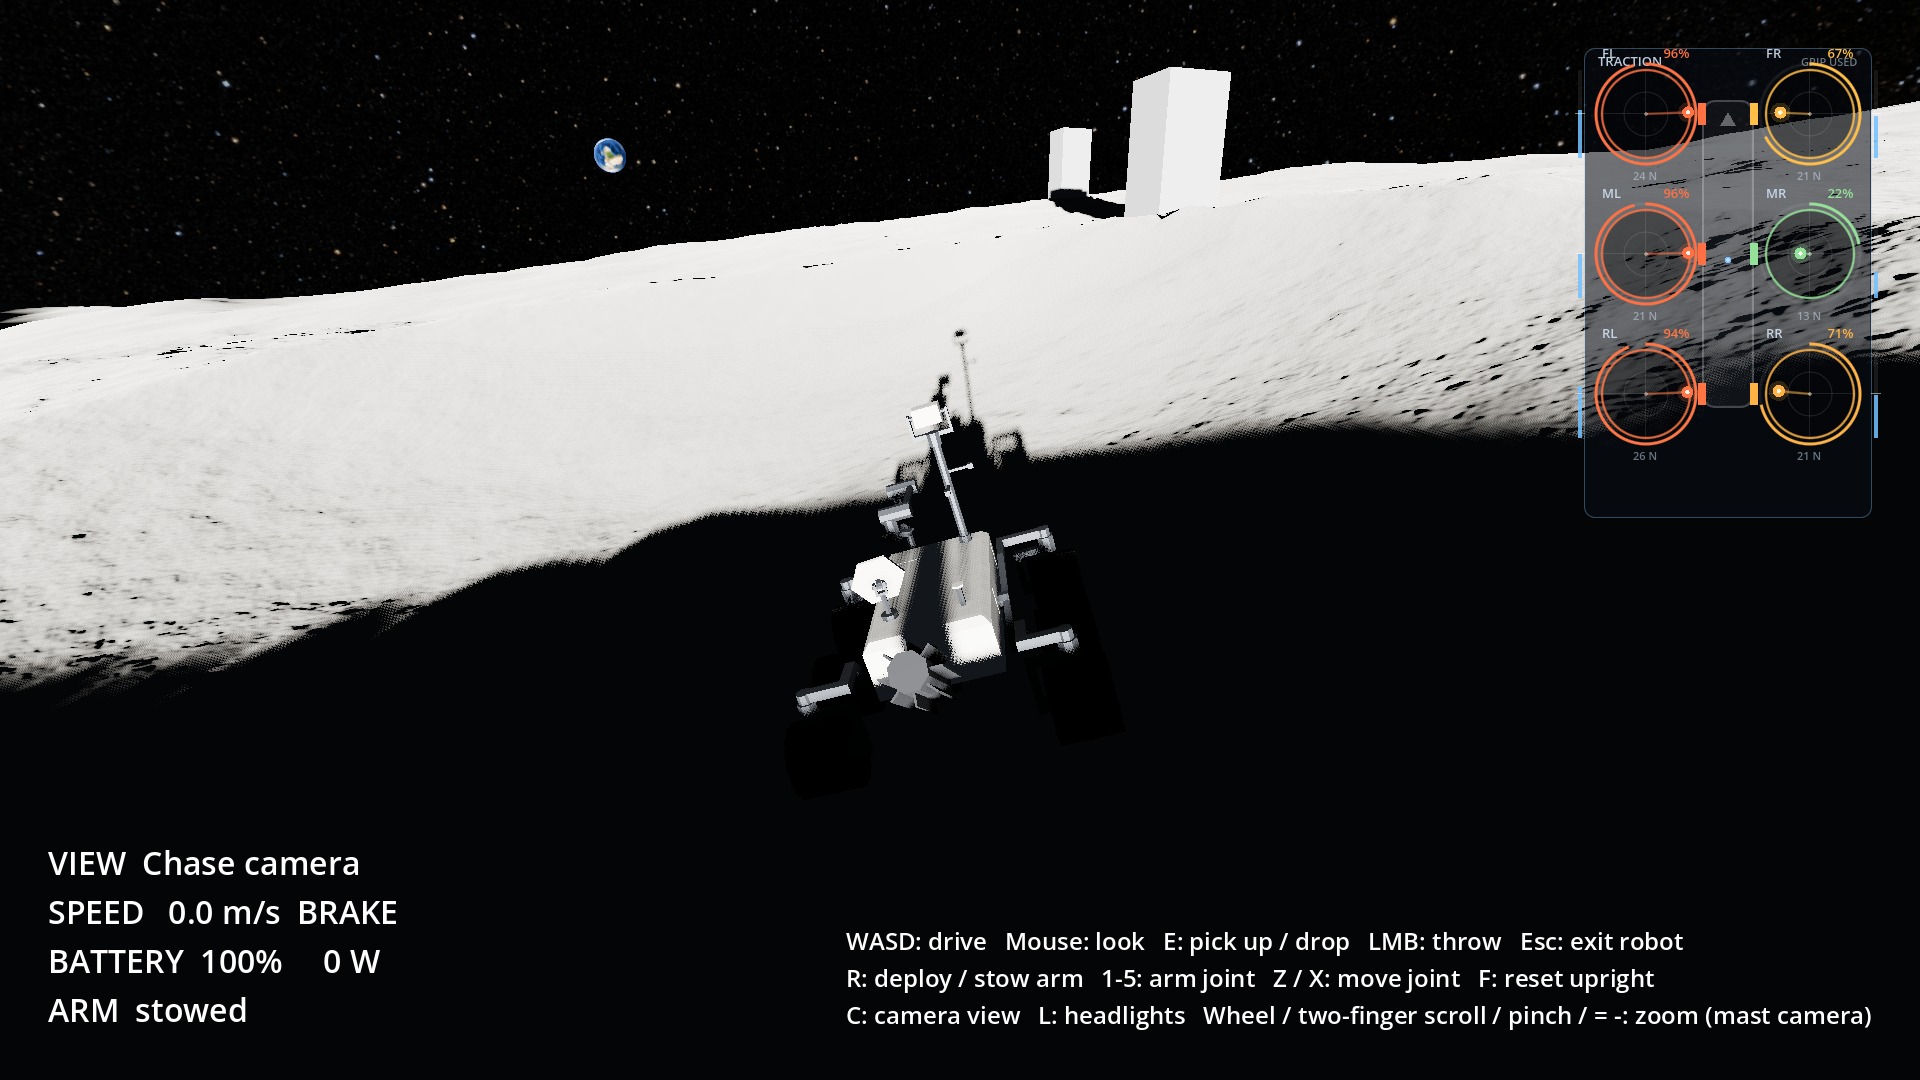 FL 96% FR 67%
TRACTION GRIP USED
24 N 21 N
ML 96% MR 22%
21 N 13 N
RL 94% RR 71%
26 N 21 N
VIEW Chase camera
SPEED 0.0 m/s BRAKE
BATTERY 100% 0 W
ARM stowed
WASD: drive Mouse: look E: pick up / drop LMB: throw Esc: exit robot
R: deploy / stow arm 1-5: arm joint Z / X: move joint F: reset upright
C: camera view L: headlights Wheel / two-finger scroll / pinch / = -: zoom (mast camera)